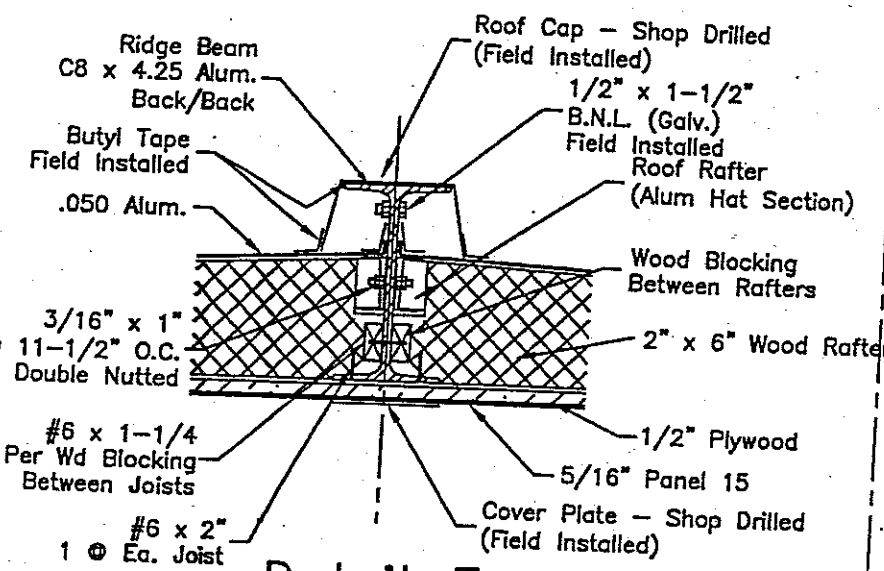 Ridge Beam
C8 x 4.25 Alum.
Back/Back
Butyl Tape
Field Installed
.050 Alum.
3/16" x 1"
11-1/2" O.C.
Double Nutted
#6 x 1-1/4
Per Wd Blocking
Between Joists
#6 x 2"
1 @ Ea. Joist
Roof Cap - Shop Drilled
(Field Installed)
1/2" x 1-1/2"
B.N.L. (Galv.)
Field Installed
Roof Rafter
(Alum Hat Section)
Wood Blocking
Between Rafters
2" x 6" Wood Rafter
1/2" Plywood
5/16" Panel 15
Cover Plate - Shop Drilled
(Field Installed)